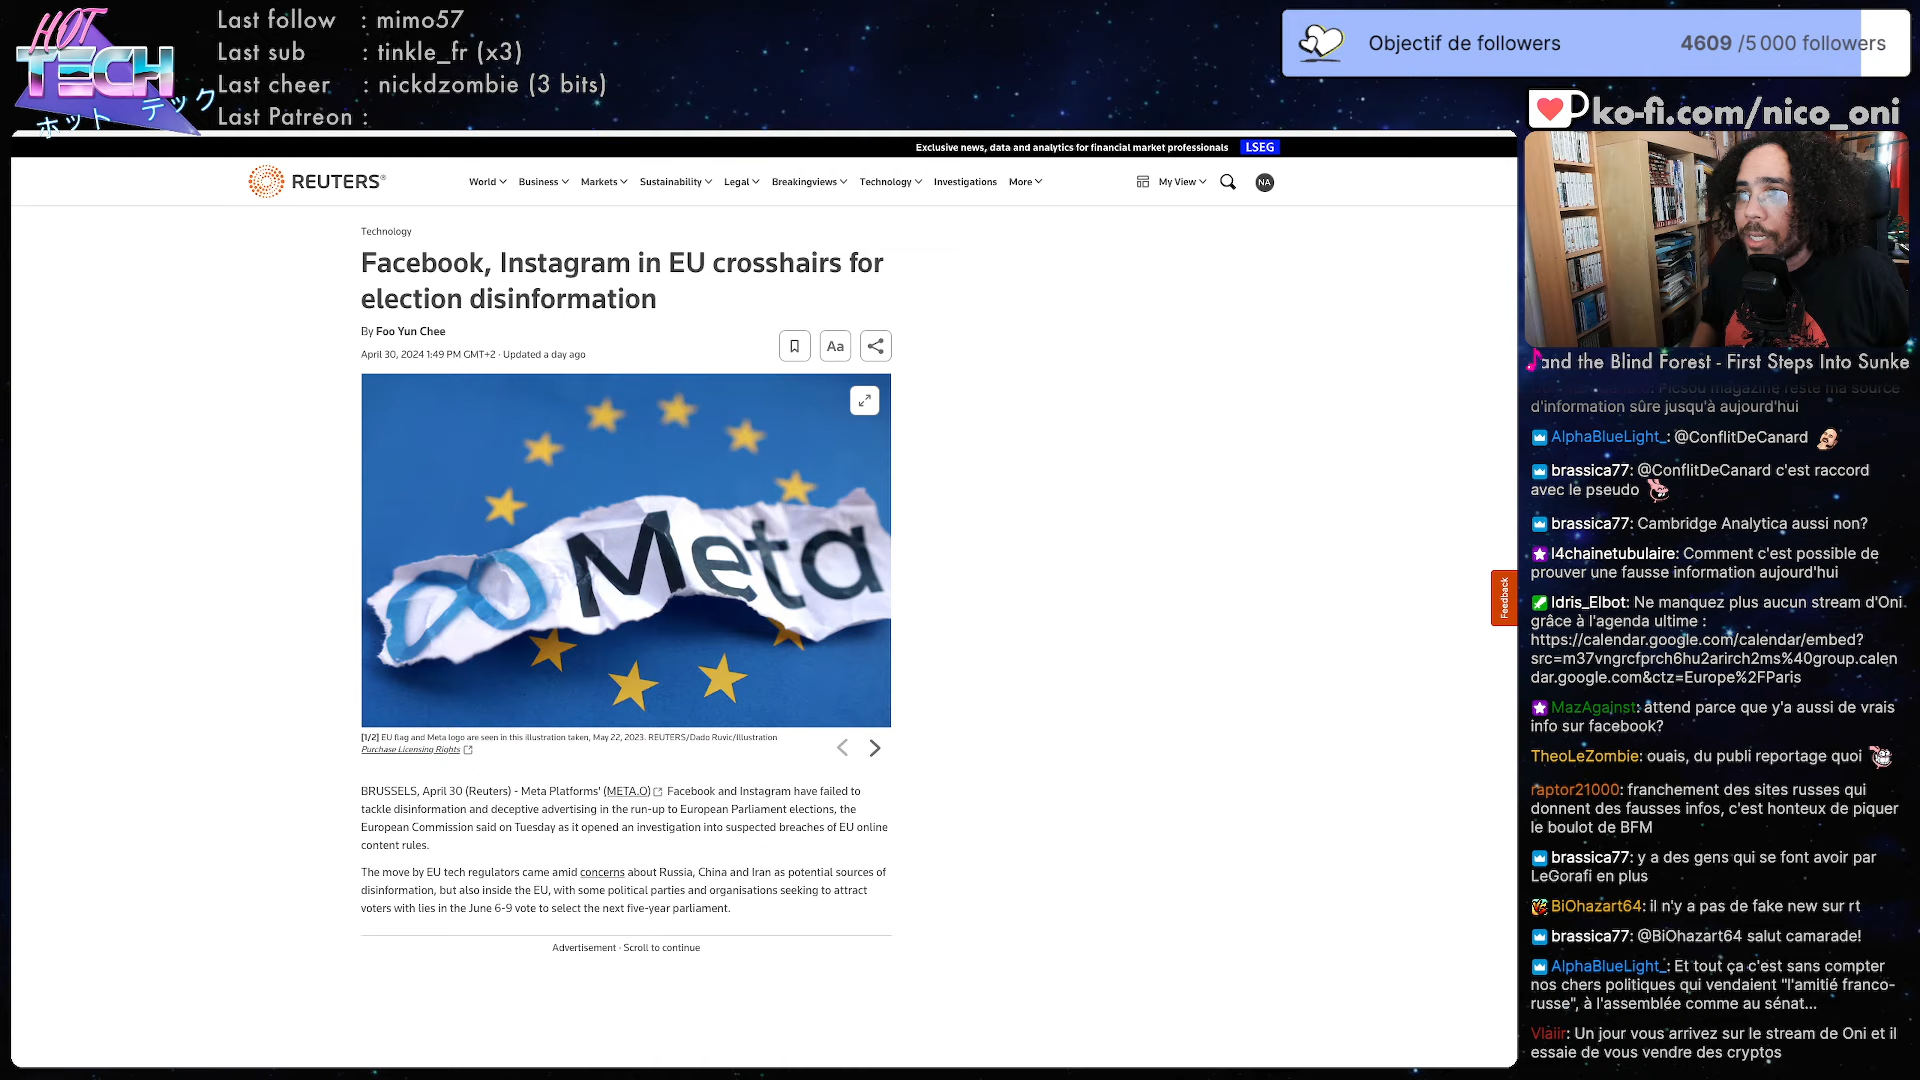 HOT
TECH
ホット テック
Last follow : mimo57
Last sub : tinkle_fr (x3)
Last cheer : nickdzombie (3 bits)
Last Patreon :
Objectif de followers 4609 /5 000 followers
ko-fi.com/nico_oni
Exclusive news, data and analytics for financial market professionals LSEG
REUTERS®
World Business Markets Sustainability Legal Breakingviews Technology Investigations More My View NA
Technology
Facebook, Instagram in EU crosshairs for
election disinformation
By Foo Yun Chee
April 30, 2024 1:49 PM GMT+2 · Updated a day ago
Aa
Meta
[1/2] EU flag and Meta logo are seen in this illustration taken, May 22, 2023. REUTERS/Dado Ruvic/Illustration
Purchase Licensing Rights
BRUSSELS, April 30 (Reuters) - Meta Platforms' (META.O) Facebook and Instagram have failed to
tackle disinformation and deceptive advertising in the run-up to European Parliament elections, the
European Commission said on Tuesday as it opened an investigation into suspected breaches of EU online
content rules.
The move by EU tech regulators came amid concerns about Russia, China and Iran as potential sources of
disinformation, but also inside the EU, with some political parties and organisations seeking to attract
voters with lies in the June 6-9 vote to select the next five-year parliament.
Advertisement · Scroll to continue
Feedback
and the Blind Forest - First Steps Into Sunke
Picsou magazine reste ma source
d'information sûre jusqu'à aujourd'hui
AlphaBlueLight_: @ConflitDeCanard
brassica77: @ConflitDeCanard c'est raccord
avec le pseudo
brassica77: Cambridge Analytica aussi non?
l4chainetubulaire: Comment c'est possible de
prouver une fausse information aujourd'hui
Idris_Elbot: Ne manquez plus aucun stream d'Oni
grâce à l'agenda ultime :
https://calendar.google.com/calendar/embed?
src=m37vngrcfprch6hu2arirch2ms%40group.calen
dar.google.com&ctz=Europe%2FParis
MazAgainst: attend parce que y'a aussi de vrais
info sur facebook?
TheoLeZombie: ouais, du publi reportage quoi
raptor21000: franchement des sites russes qui
donnent des fausses infos, c'est honteux de piquer
le boulot de BFM
brassica77: y a des gens qui se font avoir par
LeGorafi en plus
BiOhazart64: il n'y a pas de fake new sur rt
brassica77: @BiOhazart64 salut camarade!
AlphaBlueLight_: Et tout ça c'est sans compter
nos chers politiques qui vendaient "l'amitié franco-
russe", à l'assemblée comme au sénat...
Vlaiir: Un jour vous arrivez sur le stream de Oni et il
essaie de vous vendre des cryptos